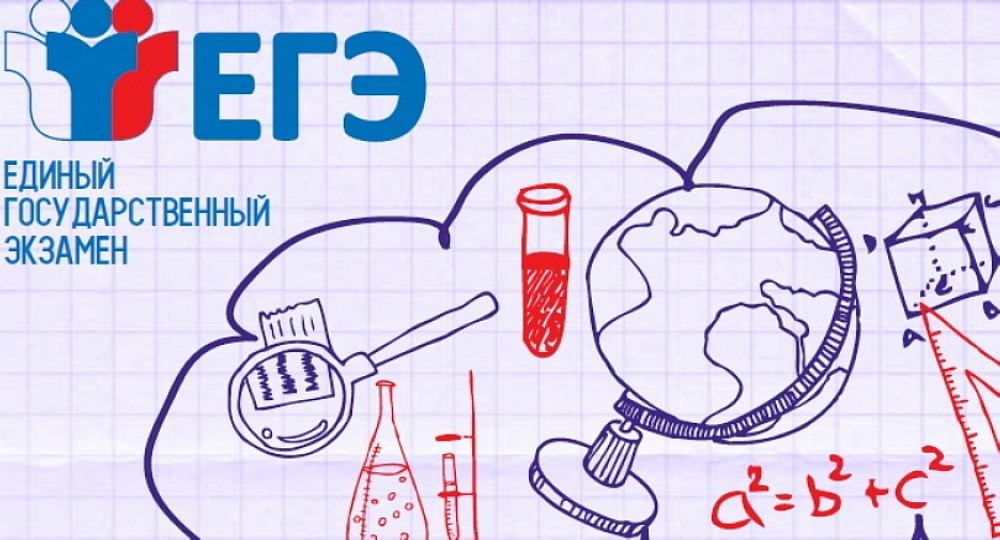 ЕГЭ
ЕДИНЫЙ
ГОСУДАРСТВЕННЫЙ
ЭКЗАМЕН
a² = b² + c²